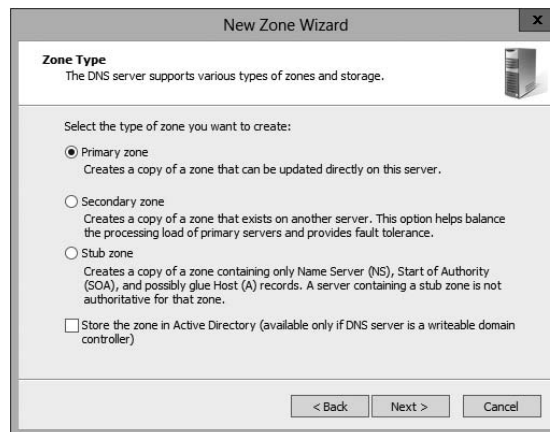 New Zone Wizard
x
Zone Type
The DNS server supports various types of zones and storage.
Select the type of zone you want to create:
Primary zone
Creates a copy of a zone that can be updated directly on this server.
Secondary zone
Creates a copy of a zone that exists on another server. This option helps balance
the processing load of primary servers and provides fault tolerance.
Stub zone
Creates a copy of a zone containing only Name Server (NS), Start of Authority
(SOA), and possibly glue Host (A) records. A server containing a stub zone is not
authoritative for that zone.
Store the zone in Active Directory (available only if DNS server is a writeable domain
controller)
< Back Next > Cancel